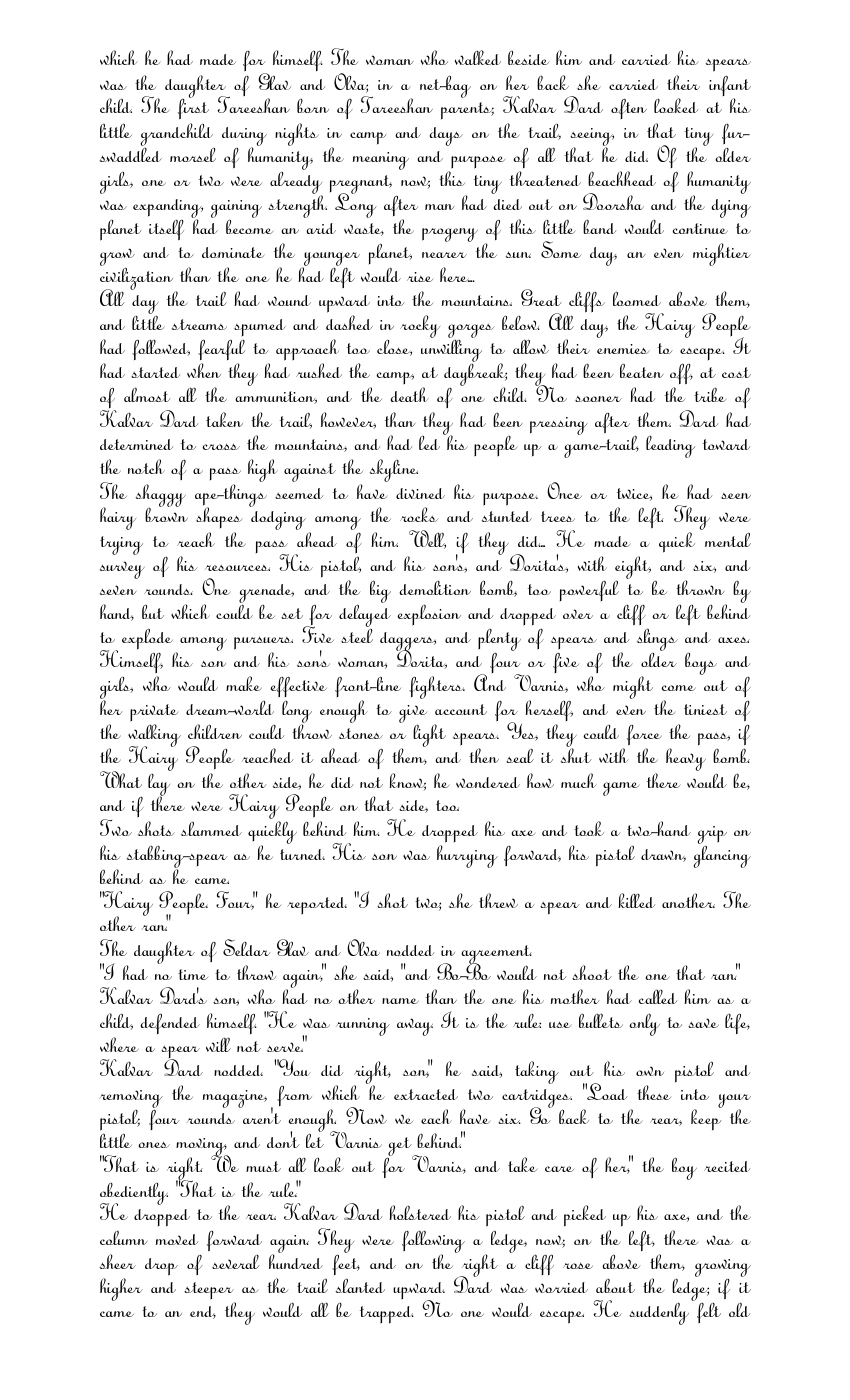 which he had made for himself. The woman who walked beside him and carried his spears
was the daughter of Glav and Olva; in a net-bag on her back she carried their infant
child. The first Tareeshan born of Tareeshan parents; Kalvar Dard often looked at his
little grandchild during nights in camp and days on the trail, seeing, in that tiny fur-
swaddled morsel of humanity, the meaning and purpose of all that he did. Of the older
girls, one or two were already pregnant, now; this tiny threatened beachhead of humanity
was expanding, gaining strength. Long after man had died out on Doorsha and the dying
planet itself had become an arid waste, the progeny of this little band would continue to
grow and to dominate the younger planet, nearer the sun. Some day, an even mightier
civilization than the one he had left would rise here...
All day the trail had wound upward into the mountains. Great cliffs loomed above them,
and little streams spumed and dashed in rocky gorges below. All day, the Hairy People
had followed, fearful to approach too close, unwilling to allow their enemies to escape. It
had started when they had rushed the camp, at daybreak; they had been beaten off, at cost
of almost all the ammunition, and the death of one child. No sooner had the tribe of
Kalvar Dard taken the trail, however, than they had been pressing after them. Dard had
determined to cross the mountains, and had led his people up a game-trail, leading toward
the notch of a pass high against the skyline.
The shaggy ape-things seemed to have divined his purpose. Once or twice, he had seen
hairy brown shapes dodging among the rocks and stunted trees to the left. They were
trying to reach the pass ahead of him. Well, if they did... He made a quick mental
survey of his resources. His pistol, and his son's, and Dorita's, with eight, and six, and
seven rounds. One grenade, and the big demolition bomb, too powerful to be thrown by
hand, but which could be set for delayed explosion and dropped over a cliff or left behind
to explode among pursuers. Five steel daggers, and plenty of spears and slings and axes.
Himself, his son and his son's woman, Dorita, and four or five of the older boys and
girls, who would make effective front-line fighters. And Varnis, who might come out of
her private dream-world long enough to give account for herself, and even the tiniest of
the walking children could throw stones or light spears. Yes, they could force the pass, if
the Hairy People reached it ahead of them, and then seal it shut with the heavy bomb.
What lay on the other side, he did not know; he wondered how much game there would be,
and if there were Hairy People on that side, too.
Two shots slammed quickly behind him. He dropped his axe and took a two-hand grip on
his stabbing-spear as he turned. His son was hurrying forward, his pistol drawn, glancing
behind as he came.
"Hairy People. Four," he reported. "I shot two; she threw a spear and killed another. The
other ran."
The daughter of Seldar Glav and Olva nodded in agreement.
"I had no time to throw again," she said, "and Bo-Bo would not shoot the one that ran."
Kalvar Dard's son, who had no other name than the one his mother had called him as a
child, defended himself. "He was running away. It is the rule: use bullets only to save life,
where a spear will not serve."
Kalvar Dard nodded. "You did right, son," he said, taking out his own pistol and
removing the magazine, from which he extracted two cartridges. "Load these into your
pistol; four rounds aren't enough. Now we each have six. Go back to the rear, keep the
little ones moving, and don't let Varnis get behind."
"That is right. We must all look out for Varnis, and take care of her," the boy recited
obediently. "That is the rule."
He dropped to the rear. Kalvar Dard holstered his pistol and picked up his axe, and the
column moved forward again. They were following a ledge, now; on the left, there was a
sheer drop of several hundred feet, and on the right a cliff rose above them, growing
higher and steeper as the trail slanted upward. Dard was worried about the ledge; if it
came to an end, they would all be trapped. No one would escape. He suddenly felt old